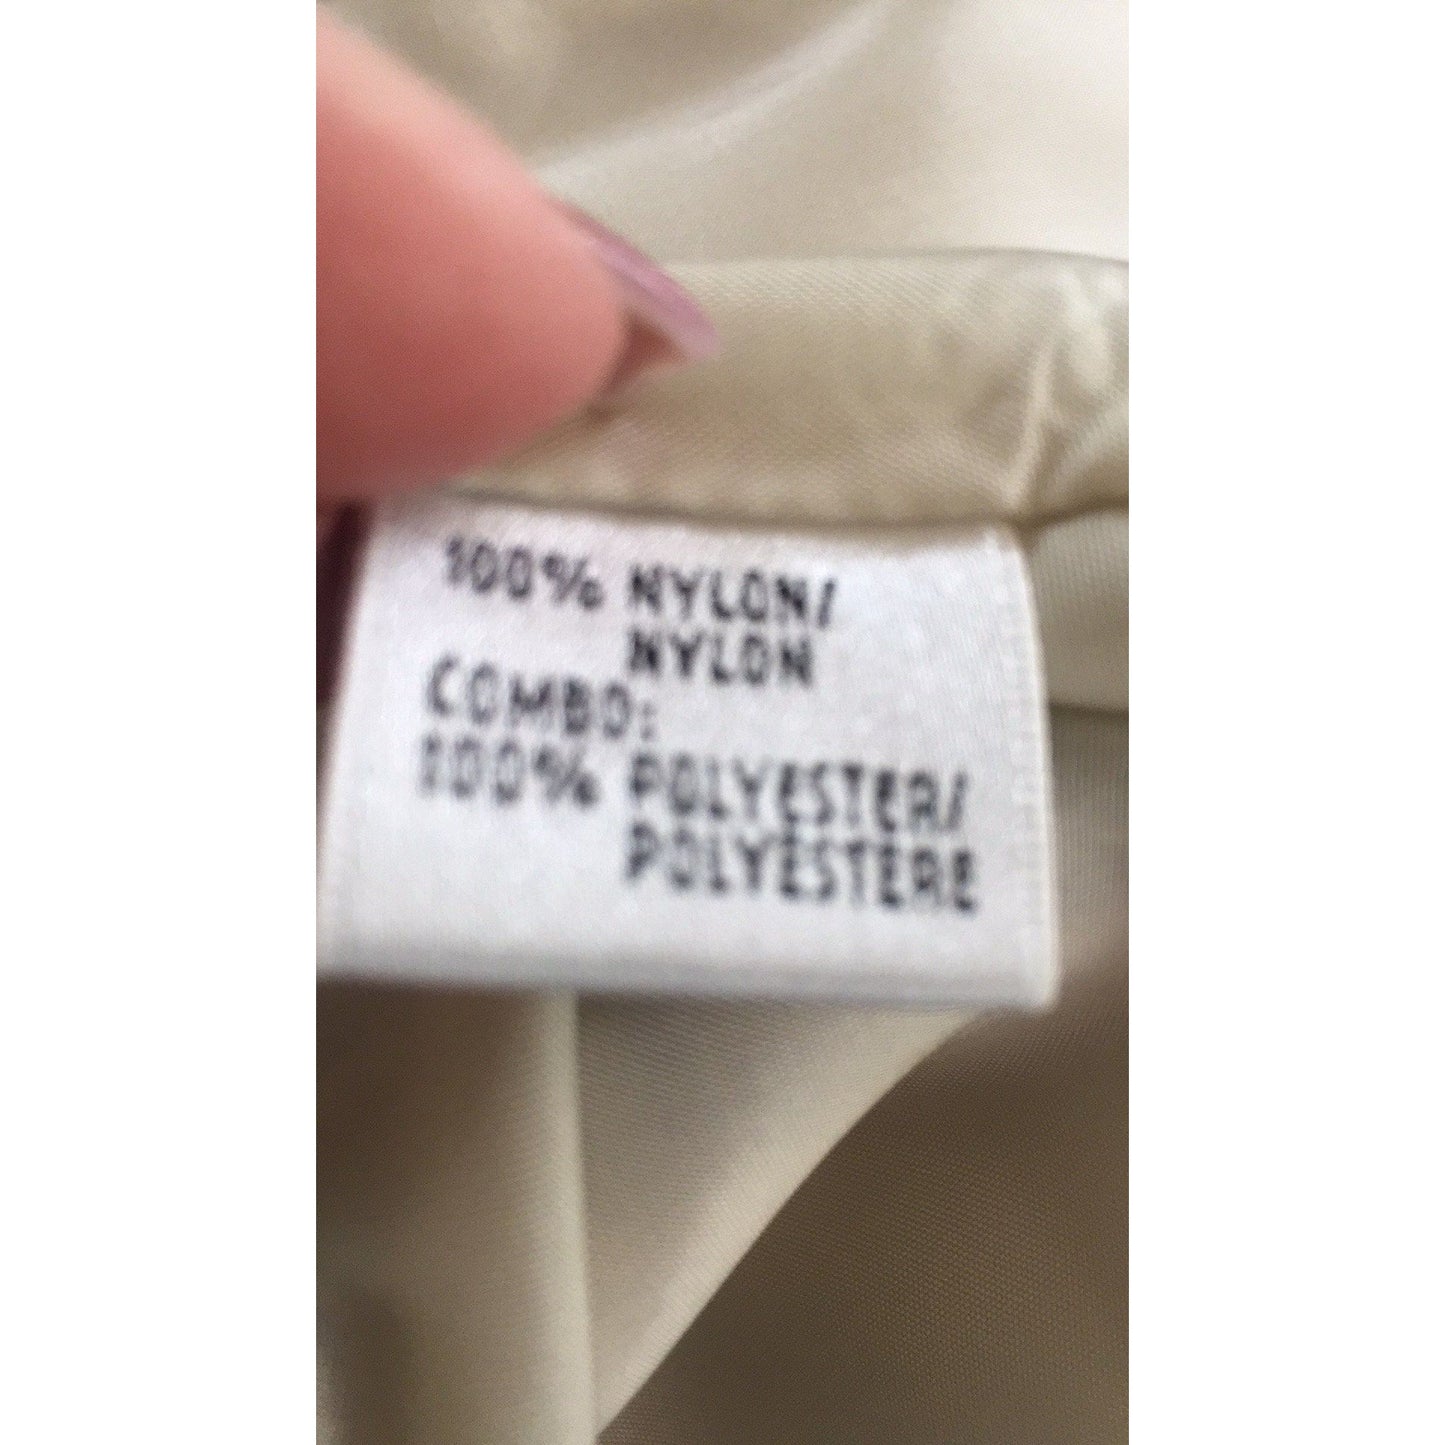 100% NYLON/
NYLON
COMBO:
100% POLYESTER/
POLYESTERE